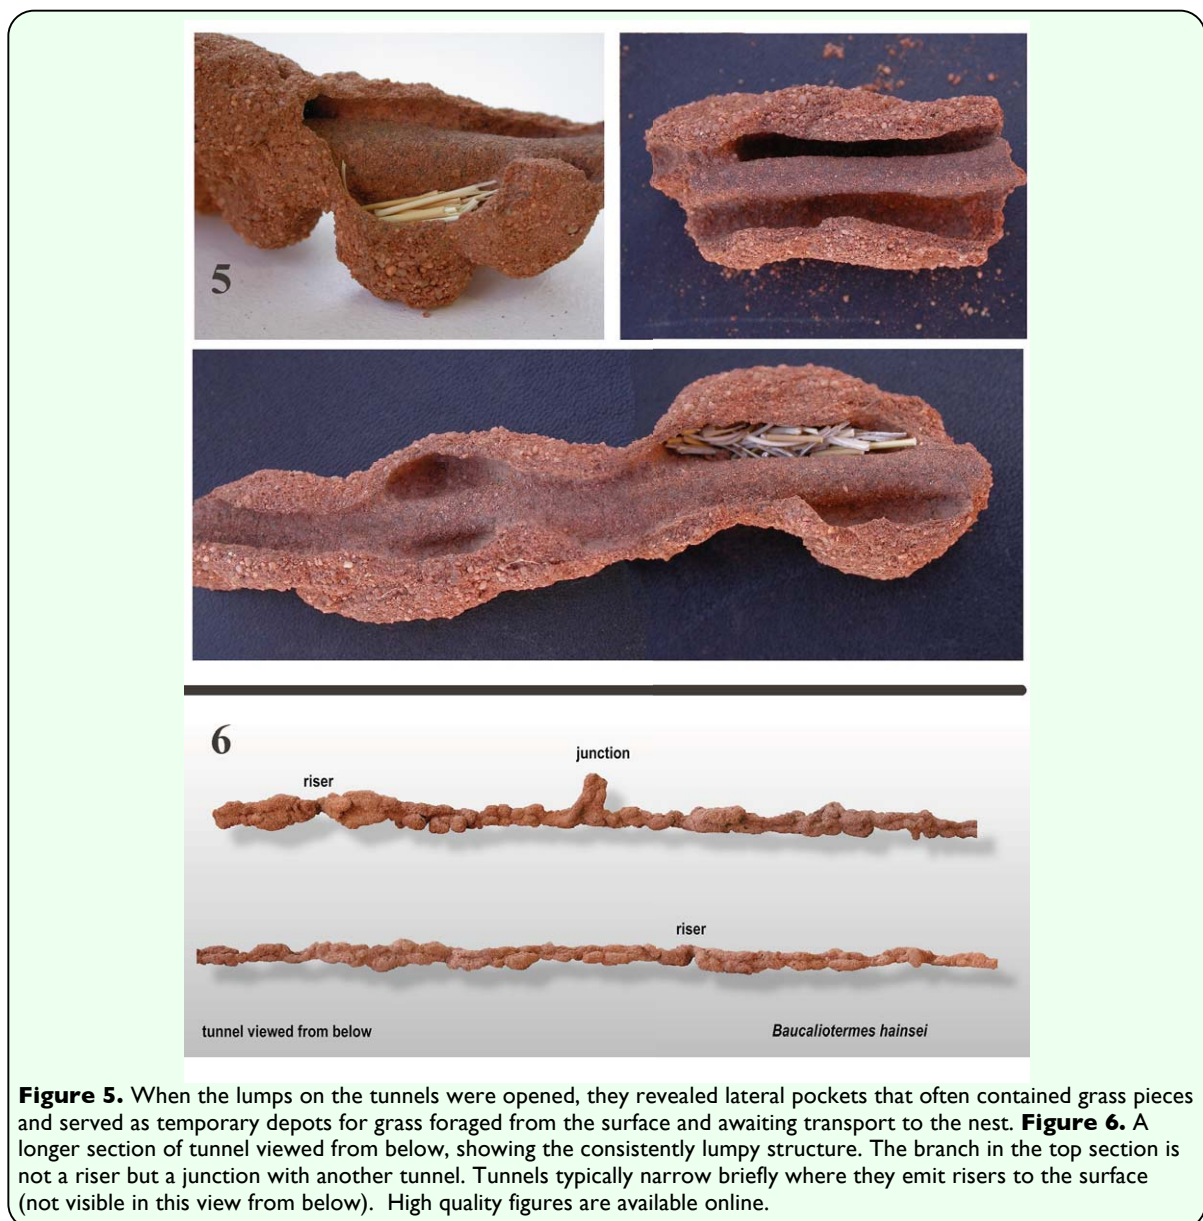 5
6
junction
riser
riser
tunnel viewed from below
Baucaliotermes hainsei
Figure 5. When the lumps on the tunnels were opened, they revealed lateral pockets that often contained grass pieces
and served as temporary depots for grass foraged from the surface and awaiting transport to the nest. Figure 6. A
longer section of tunnel viewed from below, showing the consistently lumpy structure. The branch in the top section is
not a riser but a junction with another tunnel. Tunnels typically narrow briefly where they emit risers to the surface
(not visible in this view from below). High quality figures are available online.